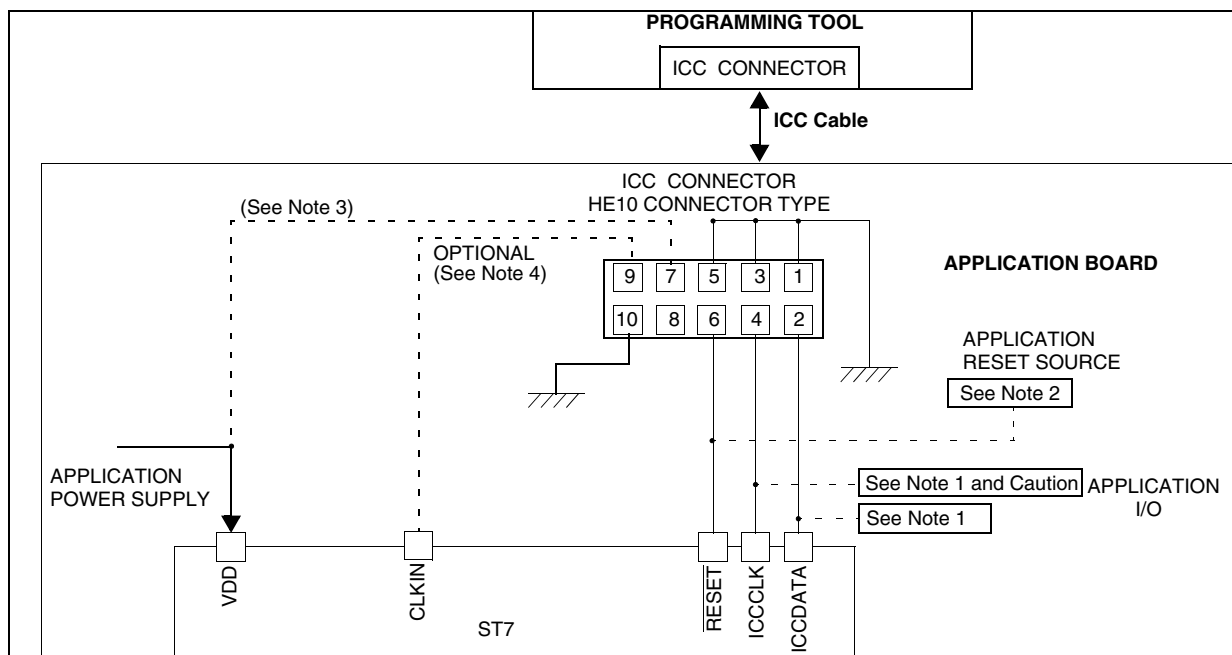 PROGRAMMING TOOL
ICC CONNECTOR
ICC Cable
ICC CONNECTOR
HE10 CONNECTOR TYPE
(See Note 3)
OPTIONAL
(See Note 4)
9 7 5 3 1
10 8 6 4 2
APPLICATION BOARD
APPLICATION
RESET SOURCE
See Note 2
APPLICATION
POWER SUPPLY
See Note 1 and Caution
See Note 1
APPLICATION
I/O
VDD
CLKIN
RESET
ICCCLK
ICCDATA
ST7